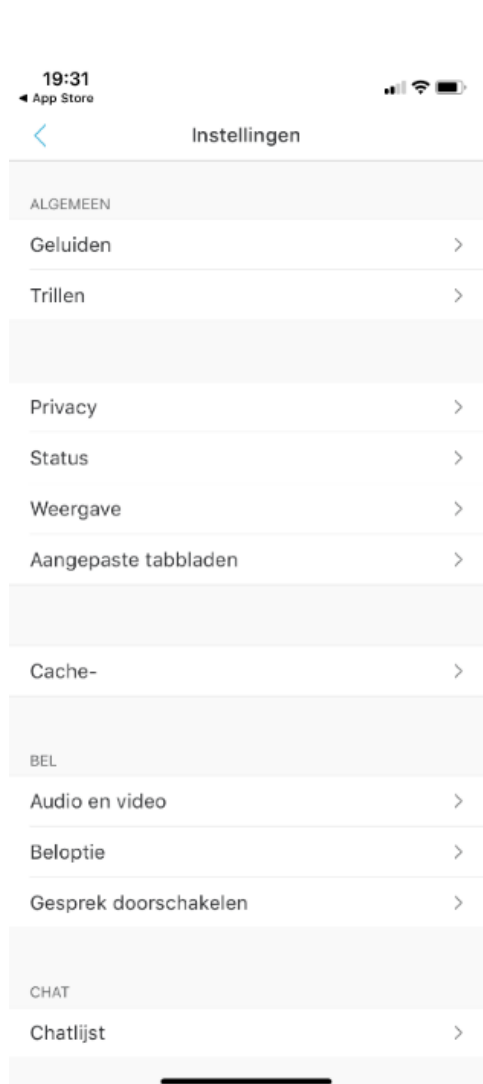 19:31
◀ App Store
Instellingen
ALGEMEEN
Geluiden
Trillen
Privacy
Status
Weergave
Aangepaste tabbladen
Cache-
BEL
Audio en video
Beloptie
Gesprek doorschakelen
CHAT
Chatlijst